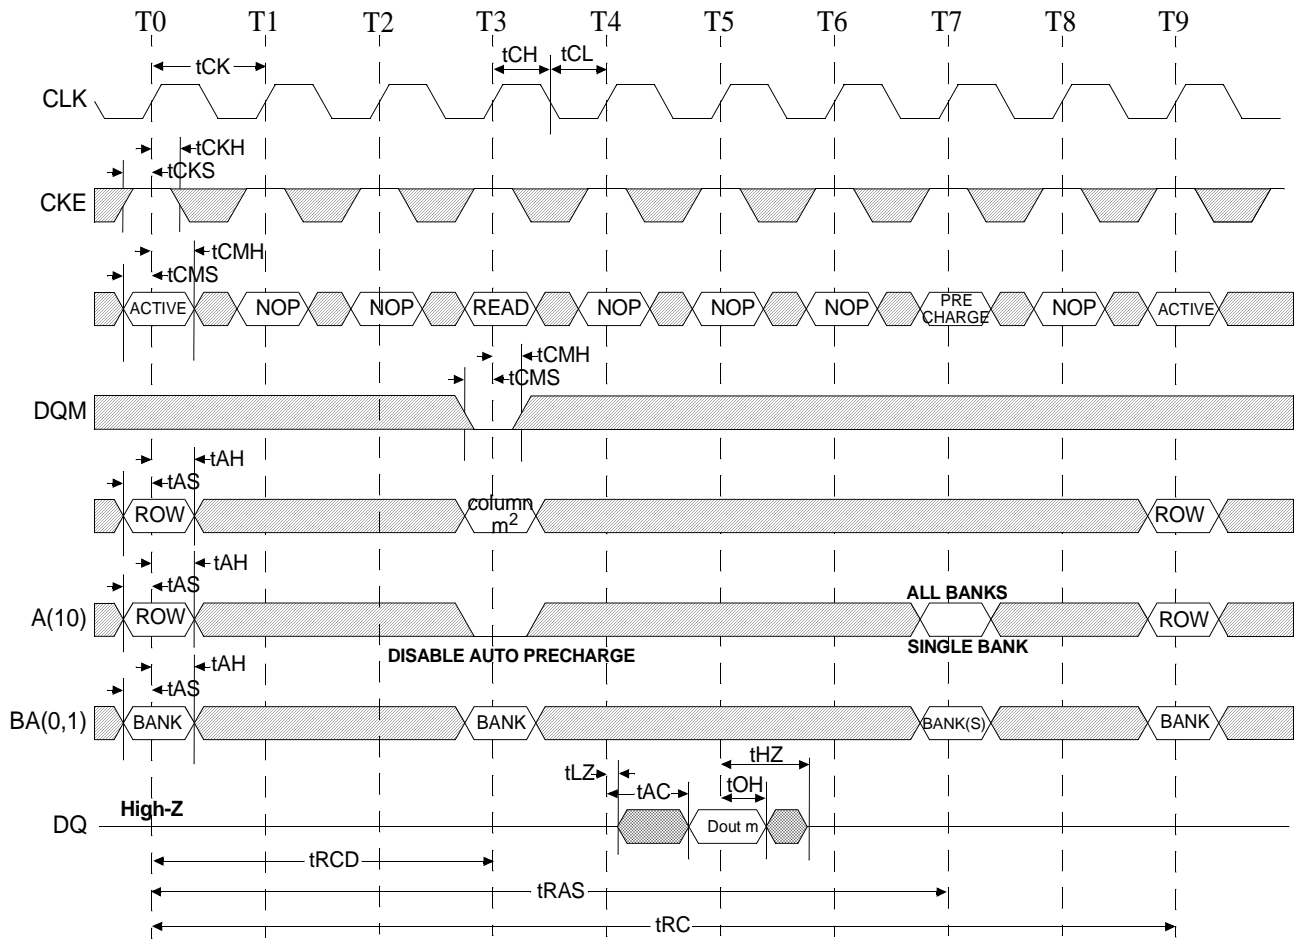 T0 T1 T2 T3 T4 T5 T6 T7 T8 T9
tCK tCH tCL
CLK
tCKH
tCKS
CKE
tCMH
tCMS
ACTIVE NOP NOP READ NOP NOP NOP PRE CHARGE NOP ACTIVE
tCMH
tCMS
DQM
tAH
tAS
ROW column m2 ROW
tAH
tAS
ALL BANKS
A(10) ROW ROW
DISABLE AUTO PRECHARGE SINGLE BANK
tAH
tAS
BA(0,1) BANK BANK BANK(S) BANK
tHZ
tLZ
tAC tOH
High-Z
DQ Dout m
tRCD
tRAS
tRC